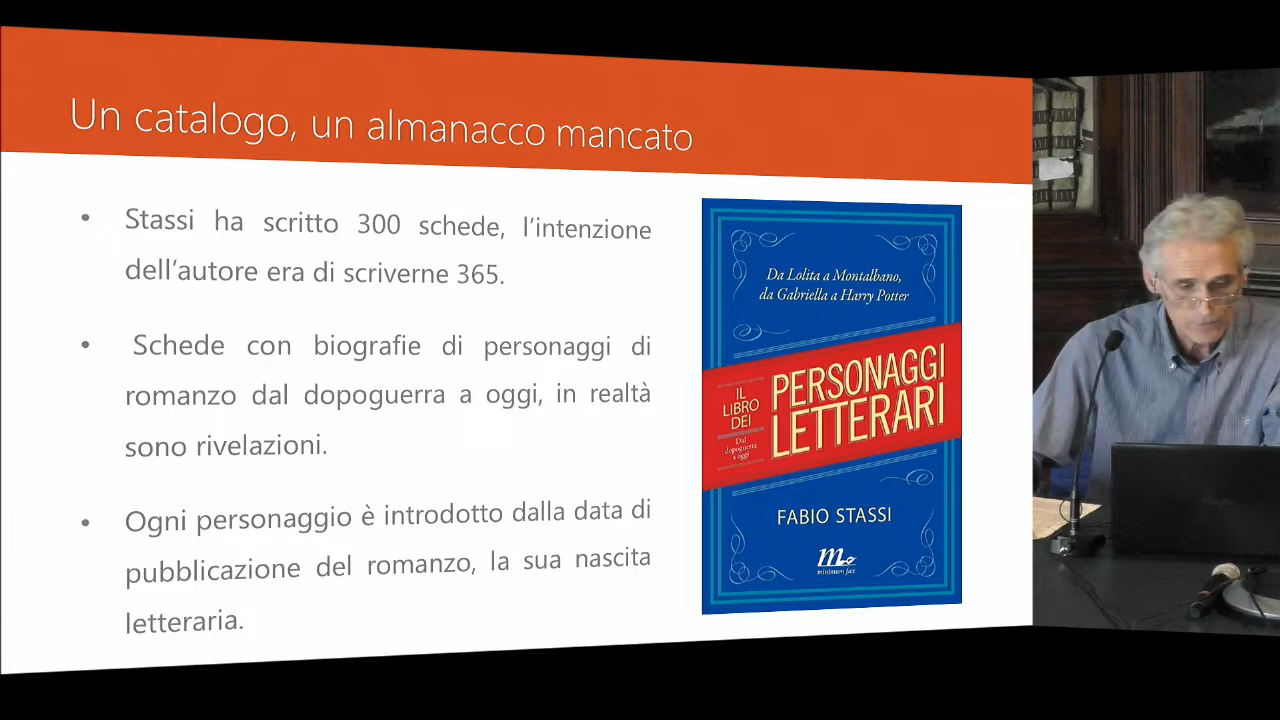 Un catalogo, un almanacco mancato
• Stassi ha scritto 300 schede, l’intenzione
dell’autore era di scriverne 365.
• Schede con biografie di personaggi di
romanzo dal dopoguerra a oggi, in realtà
sono rivelazioni.
• Ogni personaggio è introdotto dalla data di
pubblicazione del romanzo, la sua nascita
letteraria.
Da Lolita a Montalbano,
da Gabriella a Harry Potter
IL
LIBRO
DEI
Dal
dopoguerra
a oggi
PERSONAGGI
LETTERARI
FABIO STASSI
minimum fax